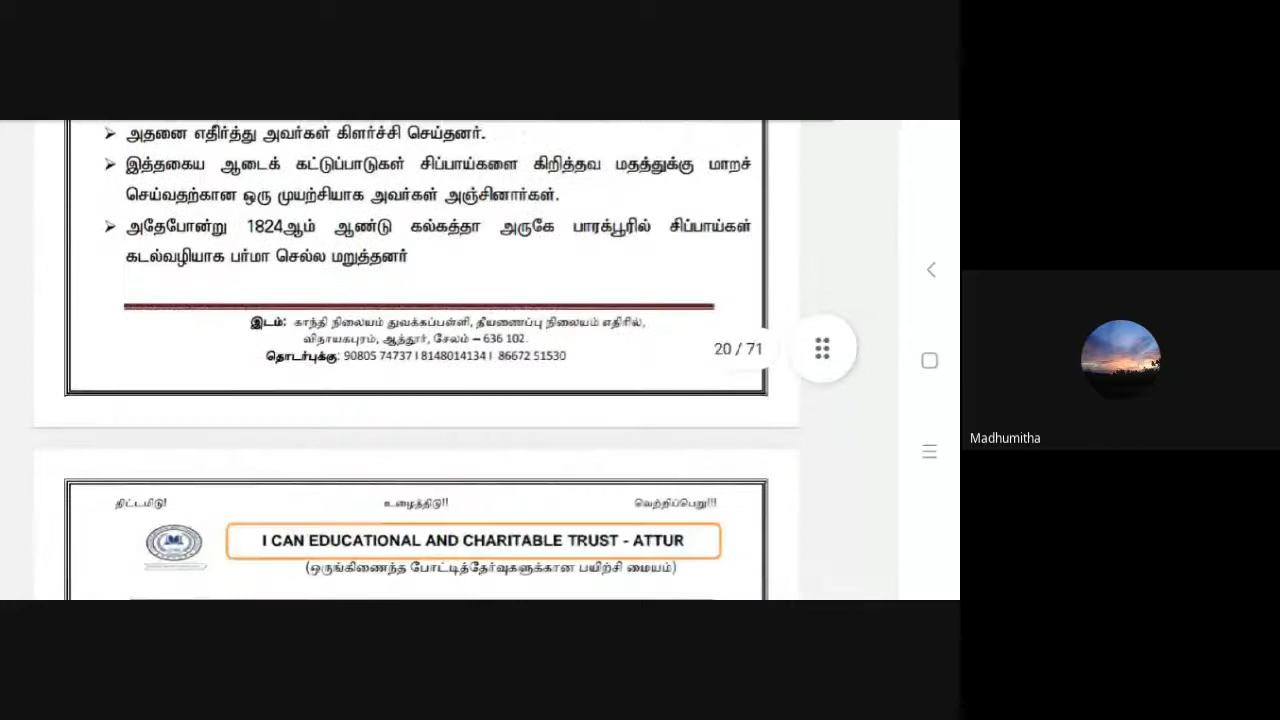 ➢ அதனை எதிர்த்து அவர்கள் கிளர்ச்சி செய்தனர்.
➢ இத்தகைய ஆடைக் கட்டுப்பாடுகள் சிப்பாய்களை கிறித்தவ மதத்துக்கு மாறச்
செய்வதற்கான ஒரு முயற்சியாக அவர்கள் அஞ்சினார்கள்.
➢ அதேபோன்று 1824ஆம் ஆண்டு கல்கத்தா அருகே பாரக்பூரில் சிப்பாய்கள்
கடல்வழியாக பர்மா செல்ல மறுத்தனர்
இடம்: காந்தி நிலையம் துவக்கப்பள்ளி, தீயணைப்பு நிலையம் எதிரில்,
விநாயகபுரம், ஆத்தூர், சேலம் – 636 102.
தொடர்புக்கு: 90805 74737 I 8148014134 I 86672 51530
20 / 71
திட்டமிடு! உழைத்திடு!! வெற்றிப்பெறு!!!
I CAN EDUCATIONAL AND CHARITABLE TRUST - ATTUR
(ஒருங்கிணைந்த போட்டித்தேர்வுகளுக்கான பயிற்சி மையம்)
Madhumitha